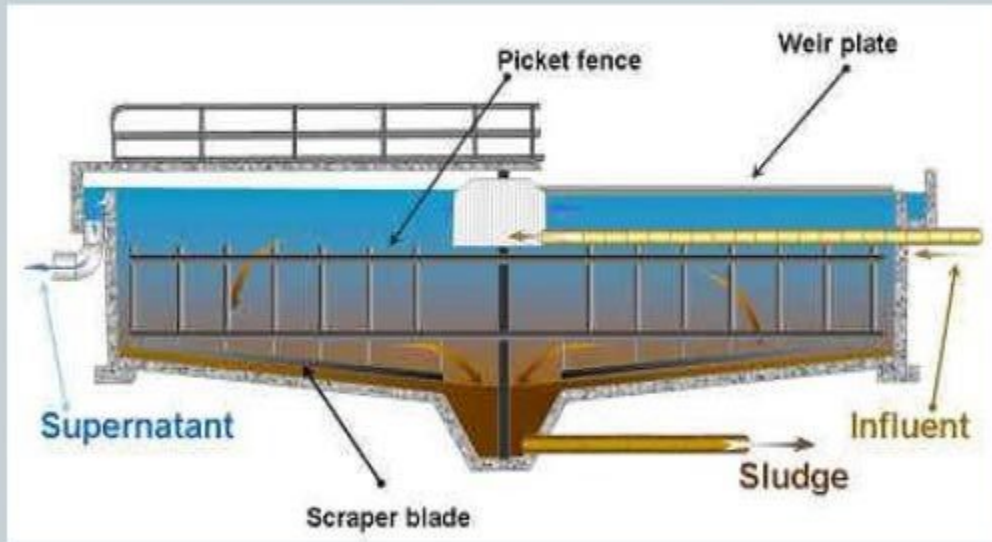 Picket fence
Weir plate
Supernatant
Influent
Sludge
Scraper blade